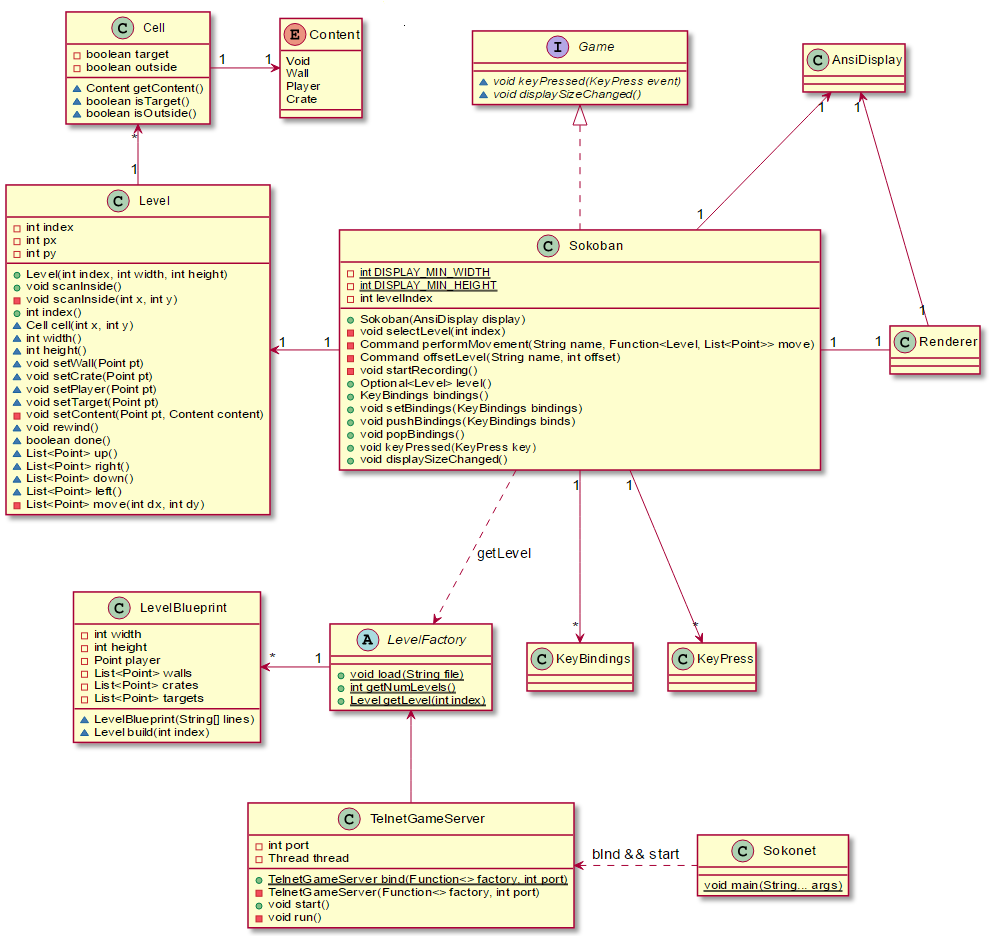 C Cell
boolean target
boolean outside
Content getContent()
boolean isTarget()
boolean isOutside()
1 1
E Content
Void
Wall
Player
Crate
.
I Game
void keyPressed(KeyPress event)
void displaySizeChanged()
C AnsiDisplay
1 1
*
1
1
C Level
int index
int px
int py
Level(int index, int width, int height)
void scanInside()
void scanInside(int x, int y)
int index()
Cell cell(int x, int y)
int width()
int height()
void setWall(Point pt)
void setCrate(Point pt)
void setPlayer(Point pt)
void setTarget(Point pt)
void setContent(Point pt, Content content)
void rewind()
boolean done()
List<Point> up()
List<Point> right()
List<Point> down()
List<Point> left()
List<Point> move(int dx, int dy)
1 1
C Sokoban
int DISPLAY_MIN_WIDTH
int DISPLAY_MIN_HEIGHT
int levelIndex
Sokoban(AnsiDisplay display)
void selectLevel(int index)
Command performMovement(String name, Function<Level, List<Point>> move)
Command offsetLevel(String name, int offset)
void startRecording()
Optional<Level> level()
KeyBindings bindings()
void setBindings(KeyBindings bindings)
void pushBindings(KeyBindings binds)
void popBindings()
void keyPressed(KeyPress key)
void displaySizeChanged()
1 1
1
C Renderer
1 1
getLevel
* *
C LevelBlueprint
int width
int height
Point player
List<Point> walls
List<Point> crates
List<Point> targets
LevelBlueprint(String[] lines)
Level build(int index)
* 1
A LevelFactory
void load(String file)
int getNumLevels()
Level getLevel(int index)
C KeyBindings
C KeyPress
C TelnetGameServer
int port
Thread thread
TelnetGameServer bind(Function<> factory, int port)
TelnetGameServer(Function<> factory, int port)
void start()
void run()
bInd && start
C Sokonet
void main(String... args)